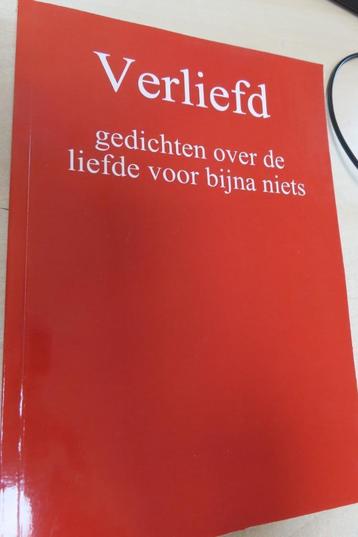 Verliefd
gedichten over de
liefde voor bijna niets